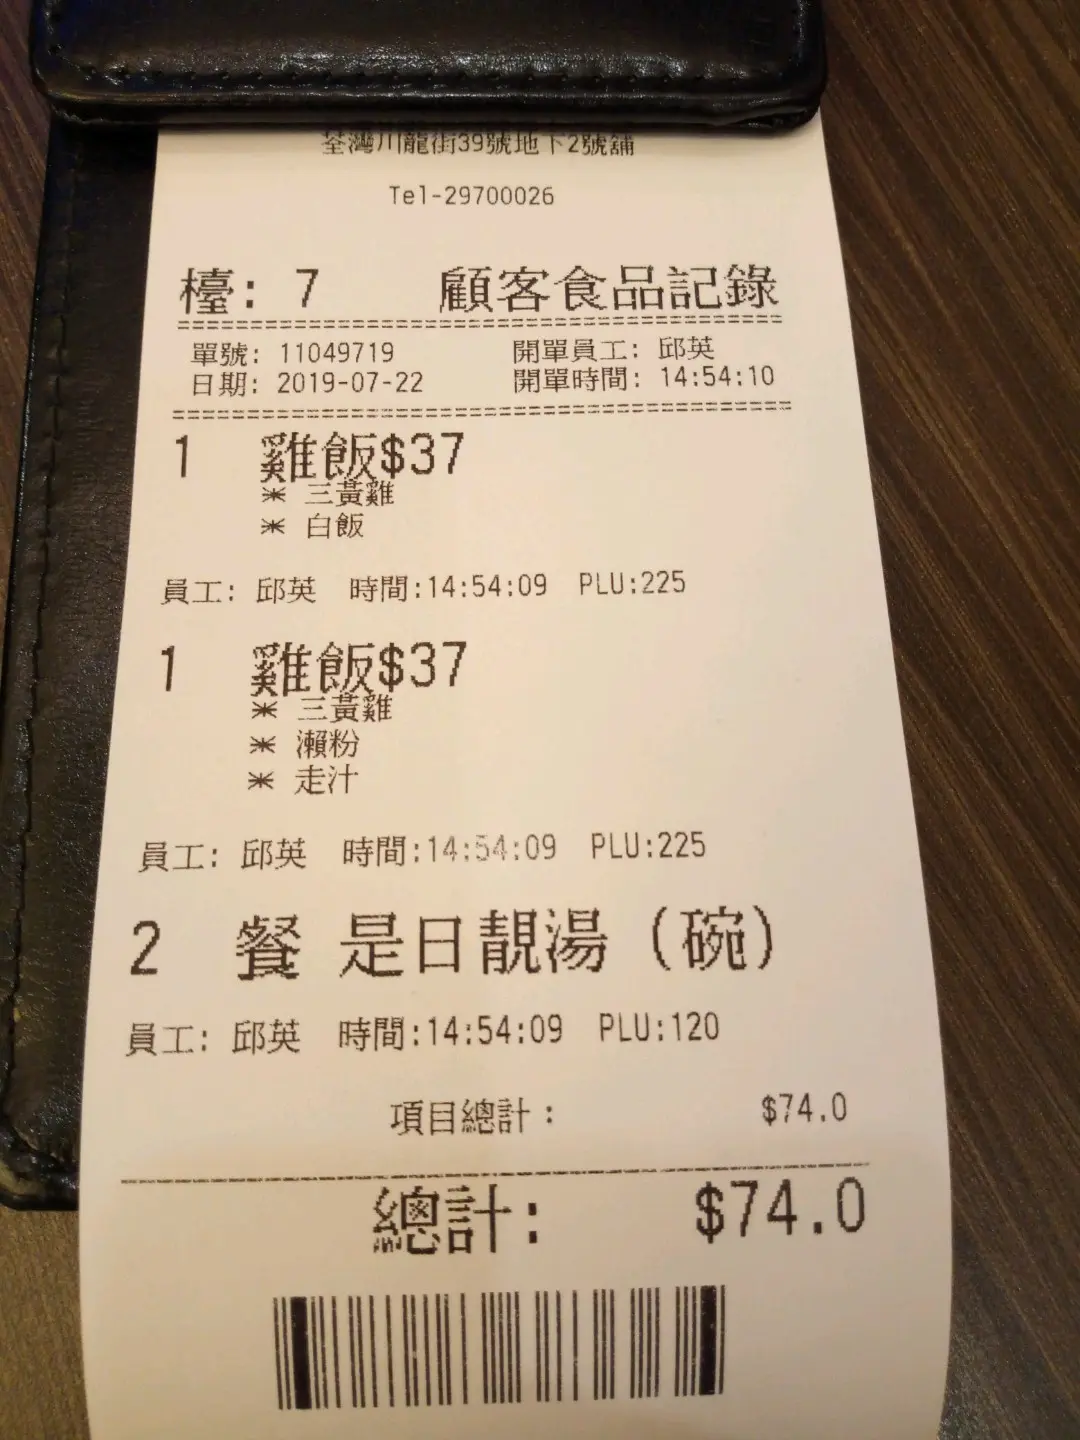 荃灣川龍街39號地下2號舖
Tel-29700026
檯: 7 顧客食品記錄
單號: 11049719 開單員工: 邱英
日期: 2019-07-22 開單時間: 14:54:10
1 雞飯$37
* 三黃雞
* 白飯
員工: 邱英 時間:14:54:09 PLU:225
1 雞飯$37
* 三黃雞
* 瀨粉
* 走汁
員工: 邱英 時間:14:54:09 PLU:225
2 餐 是日靚湯（碗）
員工: 邱英 時間:14:54:09 PLU:120
項目總計： $74.0
總計: $74.0